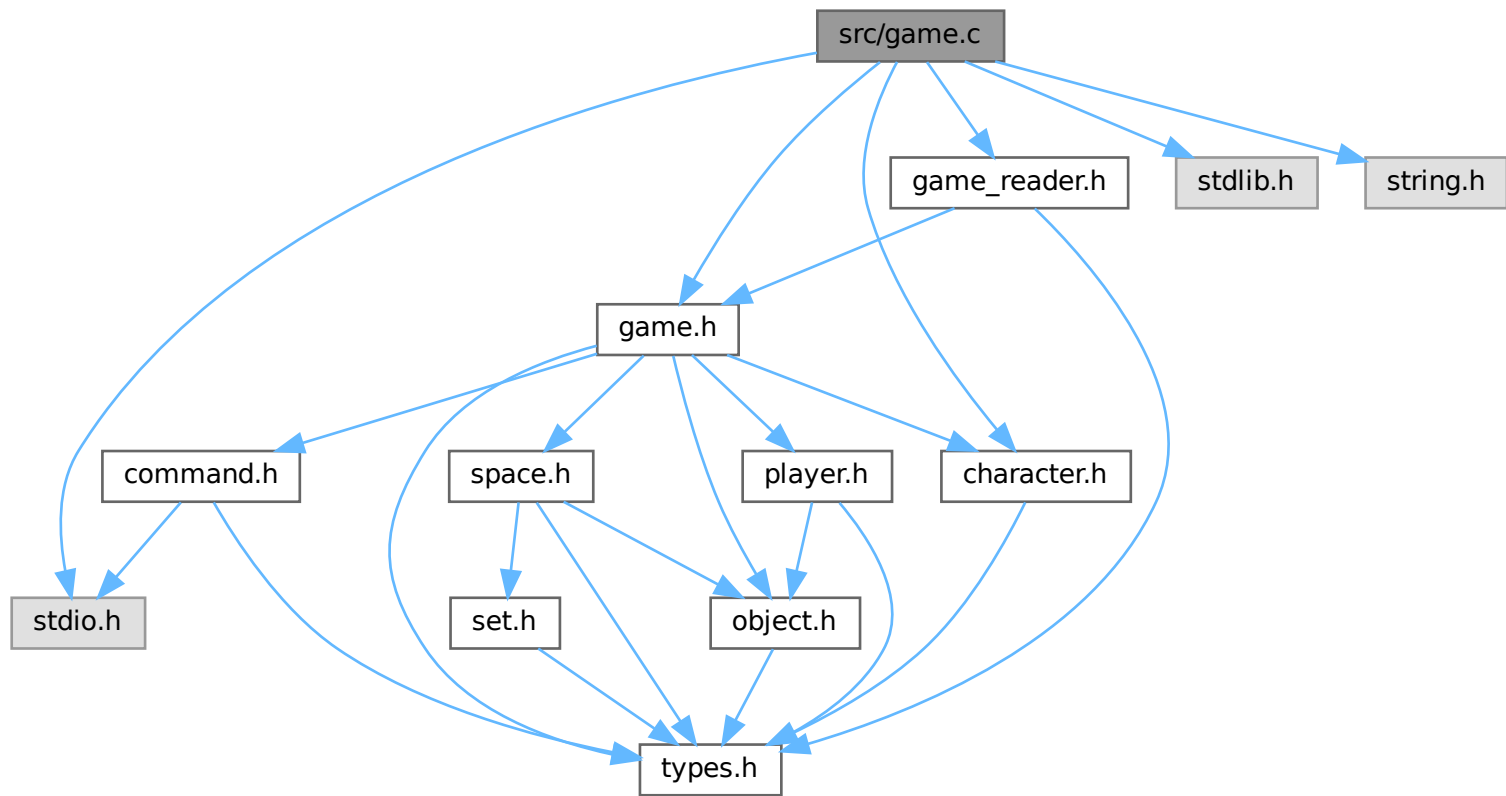 src/game.c
game_reader.h
stdlib.h
string.h
game.h
command.h
space.h
player.h
character.h
stdio.h
set.h
object.h
types.h